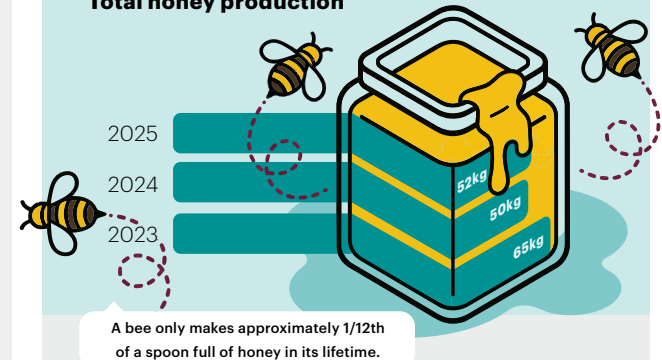 Total honey production
2025
52kg
2024
50kg
2023
65kg
A bee only makes approximately 1/12th
of a spoon full of honey in its lifetime.